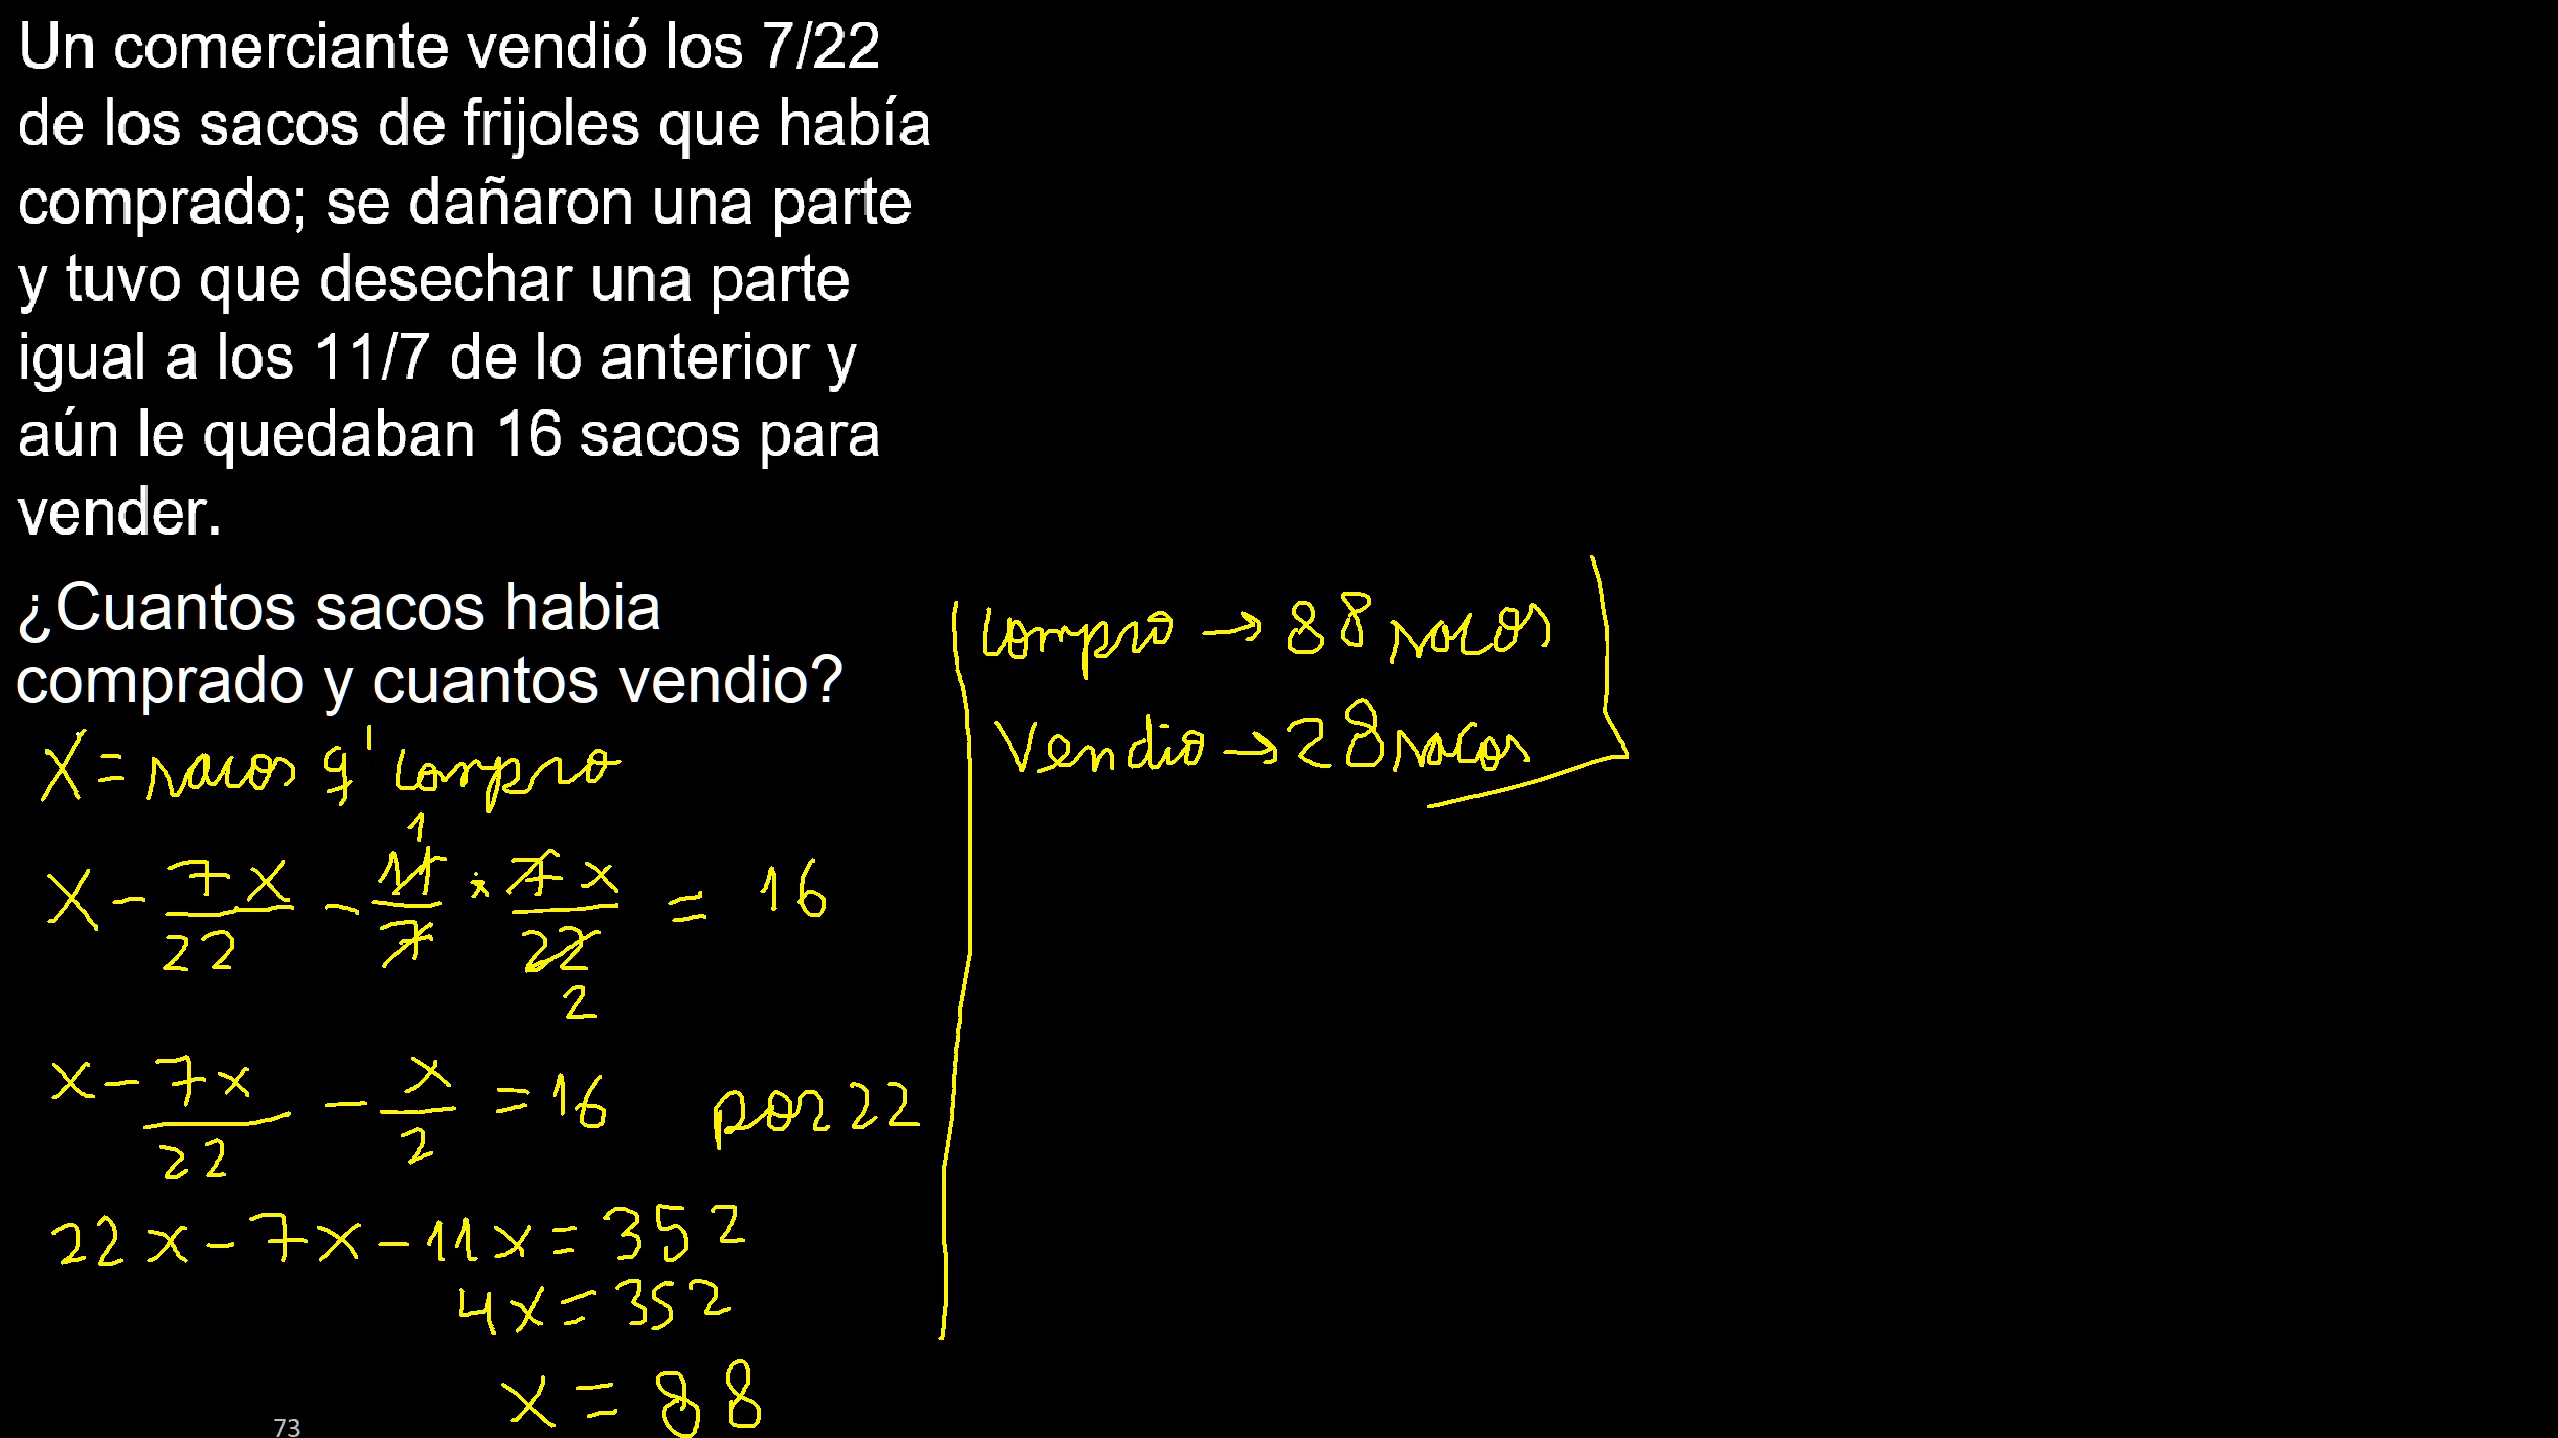 Un comerciante vendió los 7/22
de los sacos de frijoles que había
comprado; se dañaron una parte
y tuvo que desechar una parte
igual a los 11/7 de lo anterior y
aún le quedaban 16 sacos para
vender.
¿Cuantos sacos habia
comprado y cuantos vendio?
X = sacos q' compro
x - 7x/22 - 11/7 * 7x/22 = 16
1
2
x - 7x/22 - x/2 = 16 por 22
22x - 7x - 11x = 352
4x = 352
x = 88
73
compro → 88 sacos
Vendio → 28 sacos